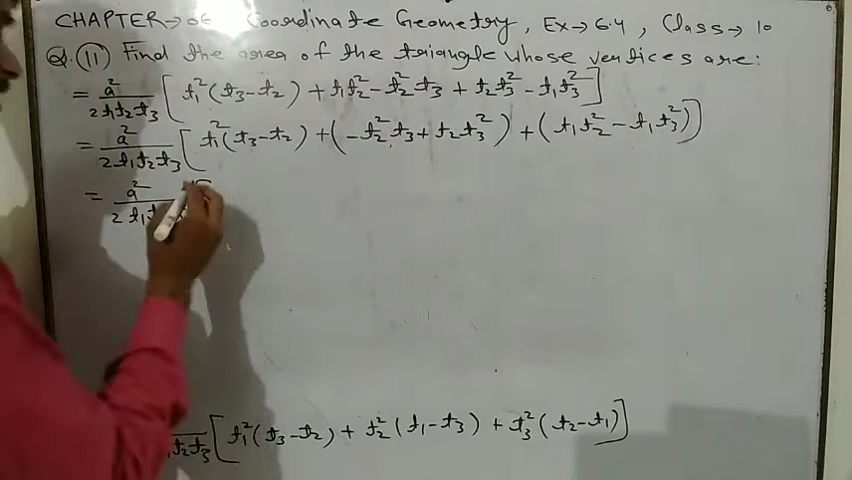 CHAPTER→06 Coordinate Geometry, Ex→6.4, Class→10
Q.(11) Find the area of the triangle whose vertices are:
= a²/2t₁t₂t₃ [t₁²(t₃-t₂)+t₁t₂²-t₂²t₃+t₂t₃²-t₁t₃²]
= a²/2t₁t₂t₃ [t₁²(t₃-t₂)+(-t₂²t₃+t₂t₃²)+(t₁t₂²-t₁t₃²)]
= a²/2t₁t [
t₂t₃ [t₁²(t₃-t₂)+t₂²(t₁-t₃)+t₃²(t₂-t₁)]